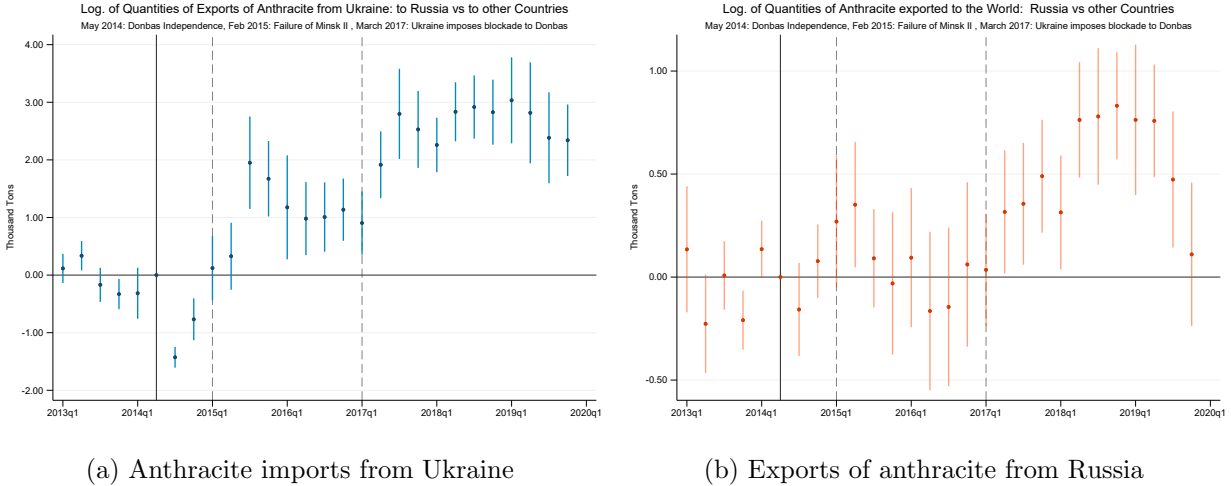 Log. of Quantities of Exports of Anthracite from Ukraine: to Russia vs to other Countries
May 2014: Donbas Independence, Feb 2015: Failure of Minsk II , March 2017: Ukraine imposes blockade to Donbas
4.00
3.00
2.00
1.00
0.00
-1.00
-2.00
Thousand Tons
2013q1 2014q1 2015q1 2016q1 2017q1 2018q1 2019q1 2020q1
(a) Anthracite imports from Ukraine
Log. of Quantities of Anthracite exported to the World: Russia vs other Countries
May 2014: Donbas Independence, Feb 2015: Failure of Minsk II , March 2017: Ukraine imposes blockade to Donbas
1.00
0.50
0.00
-0.50
Thousand Tons
2013q1 2014q1 2015q1 2016q1 2017q1 2018q1 2019q1 2020q1
(b) Exports of anthracite from Russia